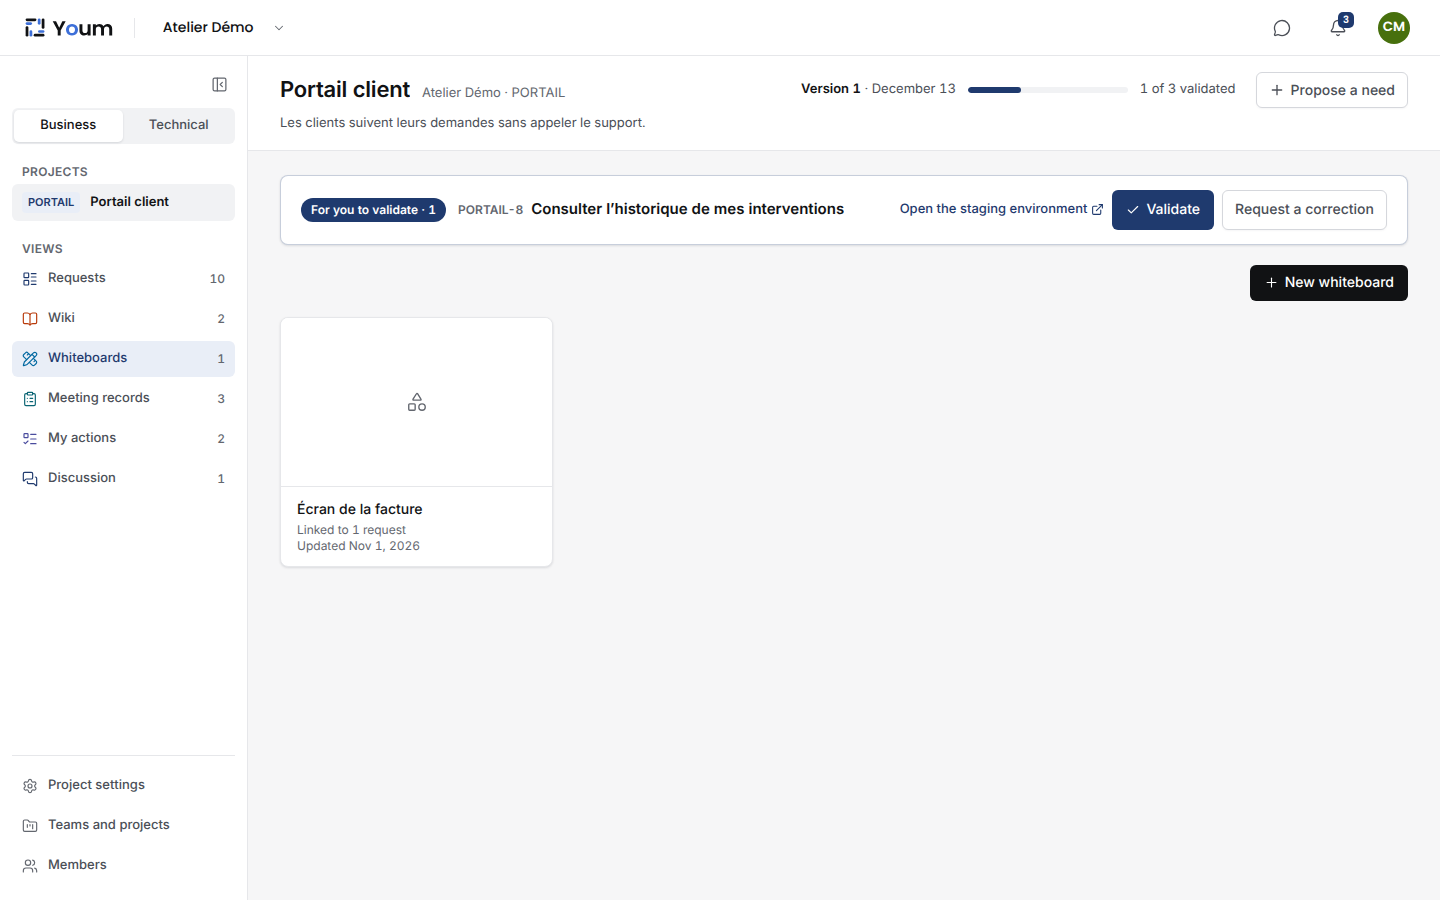 Youm
Atelier Démo
3
CM
Business
Technical
PROJECTS
PORTAIL Portail client
VIEWS
Requests 10
Wiki 2
Whiteboards 1
Meeting records 3
My actions 2
Discussion 1
Project settings
Teams and projects
Members
Portail client Atelier Démo · PORTAIL
Version 1 · December 13
1 of 3 validated
+ Propose a need
Les clients suivent leurs demandes sans appeler le support.
For you to validate · 1 PORTAIL-8 Consulter l’historique de mes interventions
Open the staging environment
Validate
Request a correction
+ New whiteboard
Écran de la facture
Linked to 1 request
Updated Nov 1, 2026